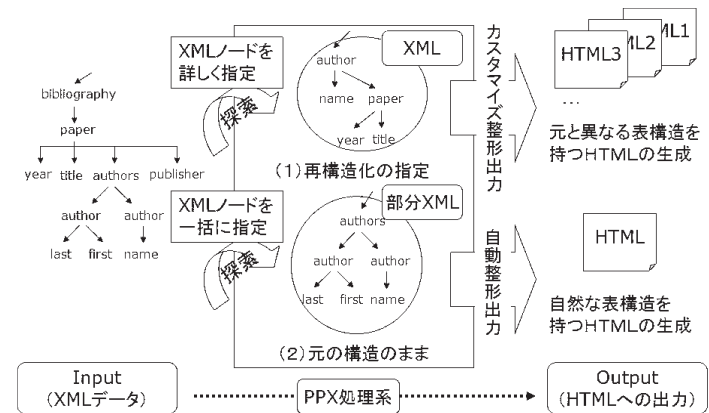 bibliography
paper
year title authors publisher
author author
last first name
XMLノードを
詳しく指定
探索
XML
author
name paper
year title
(1)再構造化の指定
カスタマイズ整形出力
HTML3
ML2
ML1
…
元と異なる表構造を
持つHTMLの生成
XMLノードを
一括に指定
探索
部分XML
authors
author author
last first name
(2)元の構造のまま
自動整形出力
HTML
自然な表構造を
持つHTMLの生成
Input
(XMLデータ)
PPX処理系
Output
(HTMLへの出力)